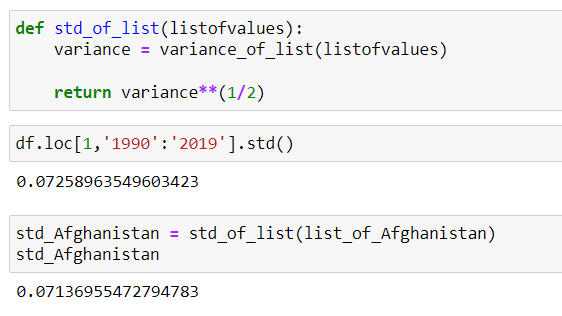 def std_of_list(listofvalues):
    variance = variance_of_list(listofvalues)
    return variance**(1/2)
df.loc[1,'1990':'2019'].std()
0.07258963549603423
std_Afghanistan = std_of_list(list_of_Afghanistan)
std_Afghanistan
0.07136955472794783